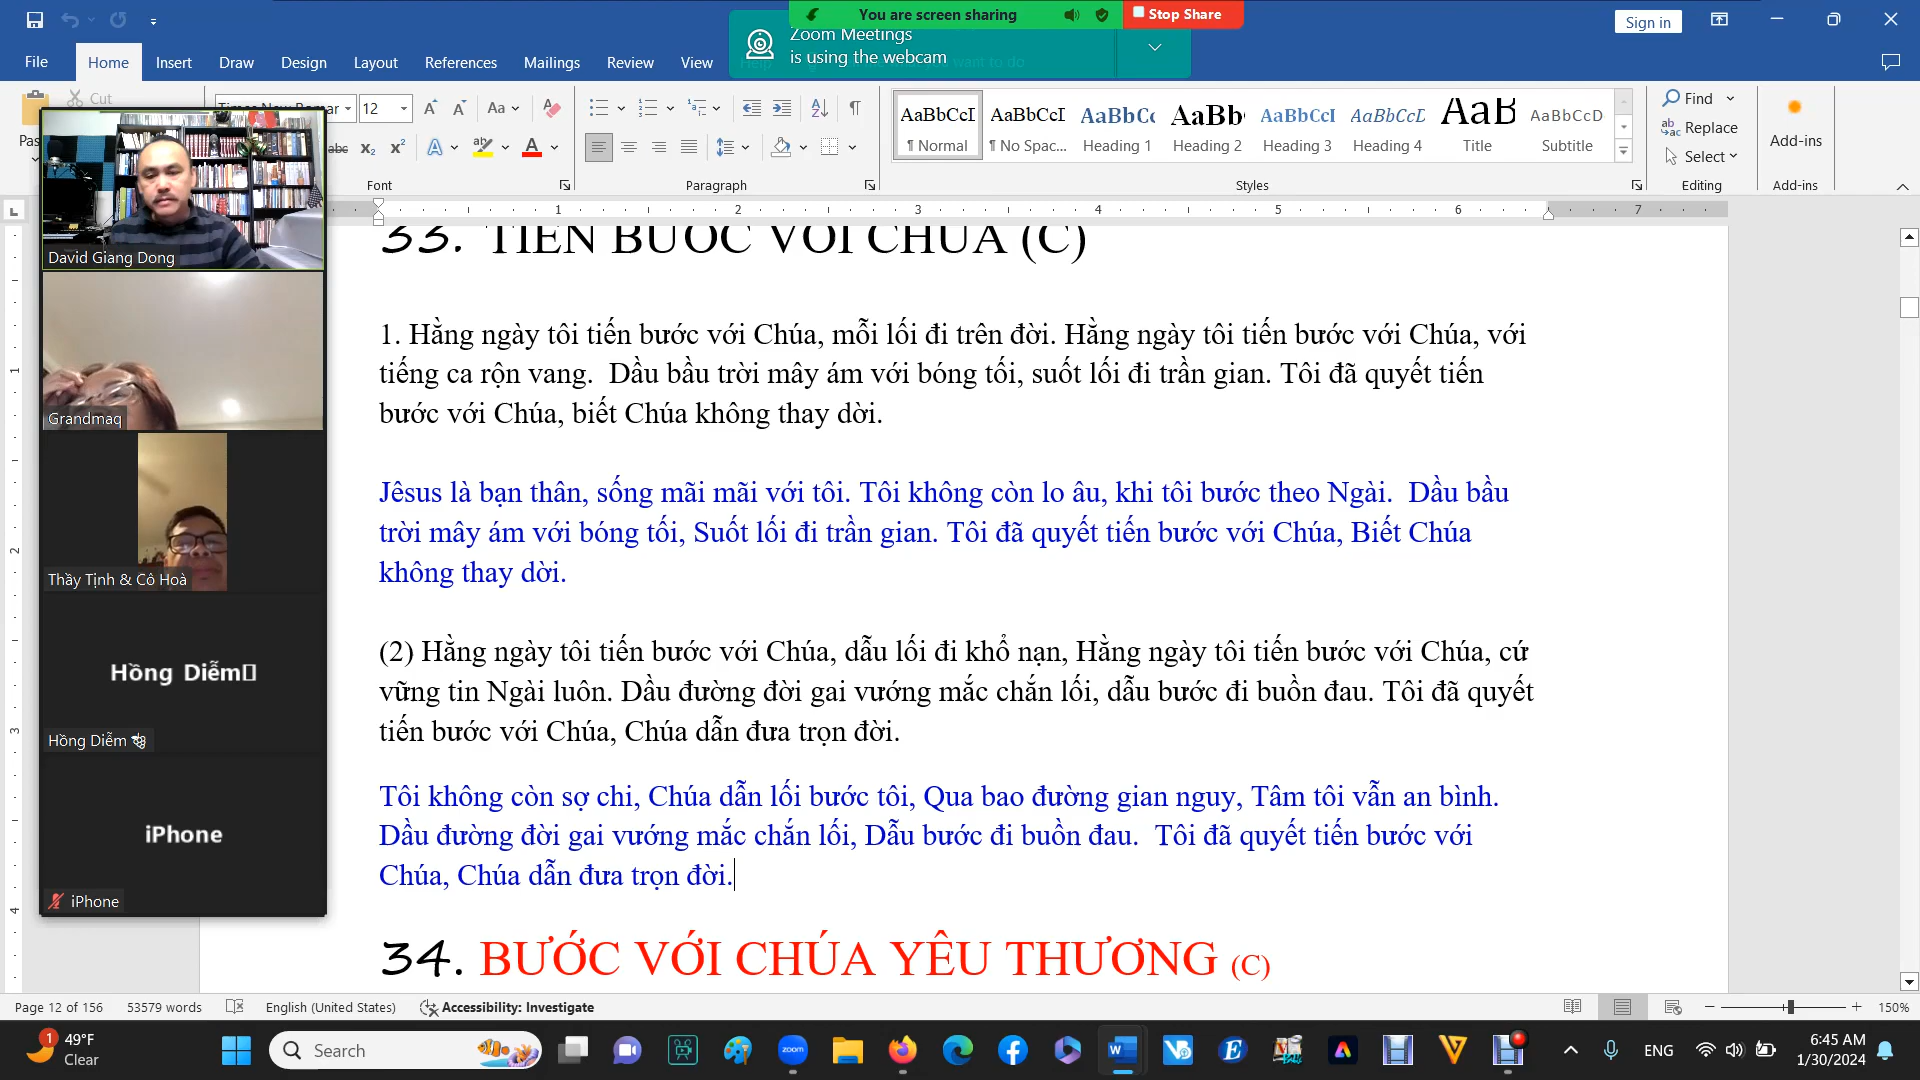 You are screen sharing
Stop Share
Zoom Meetings
is using the webcam
Sign in
File
Home
Insert
Draw
Design
Layout
References
Mailings
Review
View
Cut
12
Aa
Font
Paragraph
AaBbCcI
¶ Normal
AaBbCcI
¶ No Spac...
AaBbCc
Heading 1
AaBb
Heading 2
AaBbCcI
Heading 3
AaBbCcD
Heading 4
AaB
Title
AaBbCcD
Subtitle
Styles
Find
Replace
Select
Editing
Add-ins
Add-ins
1 2 3 4 5 6 7
David Giang Dong
Grandmaq
Thầy Tịnh & Cô Hoà
Hồng Diễm
Hồng Diễm
iPhone
iPhone
33. TIẾN BƯỚC VỚI CHÚA (C)
1. Hằng ngày tôi tiến bước với Chúa, mỗi lối đi trên đời. Hằng ngày tôi tiến bước với Chúa, với
tiếng ca rộn vang.  Dầu bầu trời mây ám với bóng tối, suốt lối đi trần gian. Tôi đã quyết tiến
bước với Chúa, biết Chúa không thay dời.
Jêsus là bạn thân, sống mãi mãi với tôi. Tôi không còn lo âu, khi tôi bước theo Ngài.  Dầu bầu
trời mây ám với bóng tối, Suốt lối đi trần gian. Tôi đã quyết tiến bước với Chúa, Biết Chúa
không thay dời.
(2) Hằng ngày tôi tiến bước với Chúa, dẫu lối đi khổ nạn, Hằng ngày tôi tiến bước với Chúa, cứ
vững tin Ngài luôn. Dầu đường đời gai vướng mắc chắn lối, dẫu bước đi buồn đau. Tôi đã quyết
tiến bước với Chúa, Chúa dẫn đưa trọn đời.
Tôi không còn sợ chi, Chúa dẫn lối bước tôi, Qua bao đường gian nguy, Tâm tôi vẫn an bình.
Dầu đường đời gai vướng mắc chắn lối, Dẫu bước đi buồn đau.  Tôi đã quyết tiến bước với
Chúa, Chúa dẫn đưa trọn đời.
34. BƯỚC VỚI CHÚA YÊU THƯƠNG (C)
Page 12 of 156
53579 words
English (United States)
Accessibility: Investigate
150%
49°F
Clear
Search
ENG
6:45 AM
1/30/2024